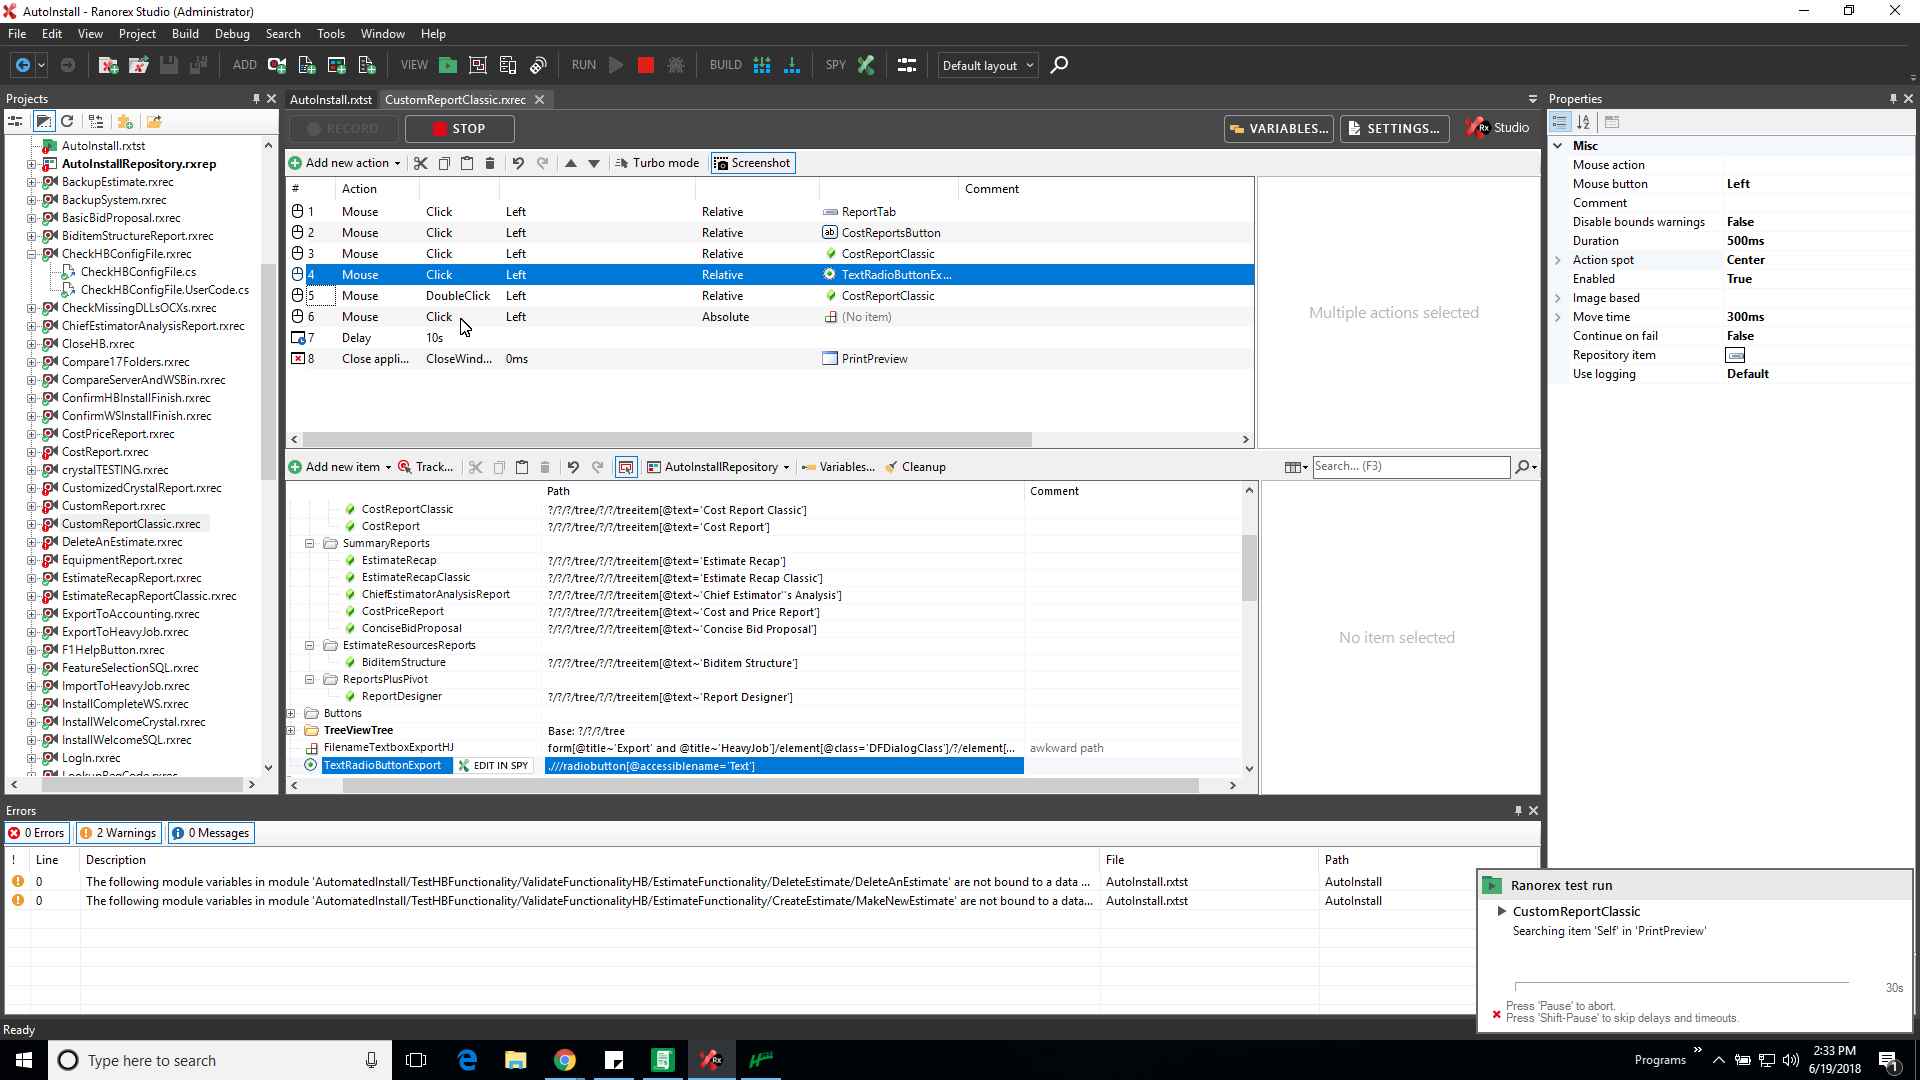 AutoInstall - Ranorex Studio (Administrator)
File Edit View Project Build Debug Search Tools Window Help
ADD VIEW RUN BUILD SPY Default layout
Projects
AutoInstall.rxtst
AutoInstallRepository.rxrep
BackupEstimate.rxrec
BackupSystem.rxrec
BasicBidProposal.rxrec
BiditemStructureReport.rxrec
CheckHBConfigFile.rxrec
CheckHBConfigFile.cs
CheckHBConfigFile.UserCode.cs
CheckMissingDLLsOCXs.rxrec
ChiefEstimatorAnalysisReport.rxrec
CloseHB.rxrec
Compare17Folders.rxrec
CompareServerAndWSBin.rxrec
ConfirmHBInstallFinish.rxrec
ConfirmWSInstallFinish.rxrec
CostPriceReport.rxrec
CostReport.rxrec
crystalTESTING.rxrec
CustomizedCrystalReport.rxrec
CustomReport.rxrec
CustomReportClassic.rxrec
DeleteAnEstimate.rxrec
EquipmentReport.rxrec
EstimateRecapReport.rxrec
EstimateRecapReportClassic.rxrec
ExportToAccounting.rxrec
ExportToHeavyJob.rxrec
F1HelpButton.rxrec
FeatureSelectionSQL.rxrec
ImportToHeavyJob.rxrec
InstallCompleteWS.rxrec
InstallWelcomeCrystal.rxrec
InstallWelcomeSQL.rxrec
LogIn.rxrec
AutoInstall.rxtst CustomReportClassic.rxrec
RECORD STOP VARIABLES... SETTINGS... Rx Studio
Add new action Turbo mode Screenshot
# Action Comment
1 Mouse Click Left Relative ReportTab
2 Mouse Click Left Relative ab CostReportsButton
3 Mouse Click Left Relative CostReportClassic
4 Mouse Click Left Relative TextRadioButtonEx...
5 Mouse DoubleClick Left Relative CostReportClassic
6 Mouse Click Left Absolute (No item)
7 Delay 10s
8 Close appli... CloseWind... 0ms PrintPreview
Multiple actions selected
Add new item Track... AutoInstallRepository Variables... Cleanup Search... (F3)
Path Comment
CostReportClassic ?/?/?/tree/?/?/treeitem[@text='Cost Report Classic']
CostReport ?/?/?/tree/?/?/treeitem[@text='Cost Report']
SummaryReports
EstimateRecap ?/?/?/tree/?/?/treeitem[@text='Estimate Recap']
EstimateRecapClassic ?/?/?/tree/?/?/treeitem[@text='Estimate Recap Classic']
ChiefEstimatorAnalysisReport ?/?/?/tree/?/?/treeitem[@text~'Chief Estimator''s Analysis']
CostPriceReport ?/?/?/tree/?/?/treeitem[@text~'Cost and Price Report']
ConciseBidProposal ?/?/?/tree/?/?/treeitem[@text~'Concise Bid Proposal']
EstimateResourcesReports
BiditemStructure ?/?/?/tree/?/?/treeitem[@text~'Biditem Structure']
ReportsPlusPivot
ReportDesigner ?/?/?/tree/?/?/treeitem[@text~'Report Designer']
Buttons
TreeViewTree Base: ?/?/?/tree
FilenameTextboxExportHJ form[@title~'Export' and @title~'HeavyJob']/element[@class='DFDialogClass']/?/element[... awkward path
TextRadioButtonExport EDIT IN SPY .///radiobutton[@accessiblename='Text']
No item selected
Properties
Misc
Mouse action
Mouse button Left
Comment
Disable bounds warnings False
Duration 500ms
Action spot Center
Enabled True
Image based
Move time 300ms
Continue on fail False
Repository item
Use logging Default
Errors
0 Errors 2 Warnings 0 Messages
! Line Description File Path
0 The following module variables in module 'AutomatedInstall/TestHBFunctionality/ValidateFunctionalityHB/EstimateFunctionality/DeleteEstimate/DeleteAnEstimate' are not bound to a data ... AutoInstall.rxtst AutoInstall
0 The following module variables in module 'AutomatedInstall/TestHBFunctionality/ValidateFunctionalityHB/EstimateFunctionality/CreateEstimate/MakeNewEstimate' are not bound to a data... AutoInstall.rxtst AutoInstall
Ranorex test run
CustomReportClassic
Searching item 'Self' in 'PrintPreview'
30s
Press 'Pause' to abort.
Press 'Shift-Pause' to skip delays and timeouts.
Ready
Type here to search
Programs
2:33 PM
6/19/2018
1